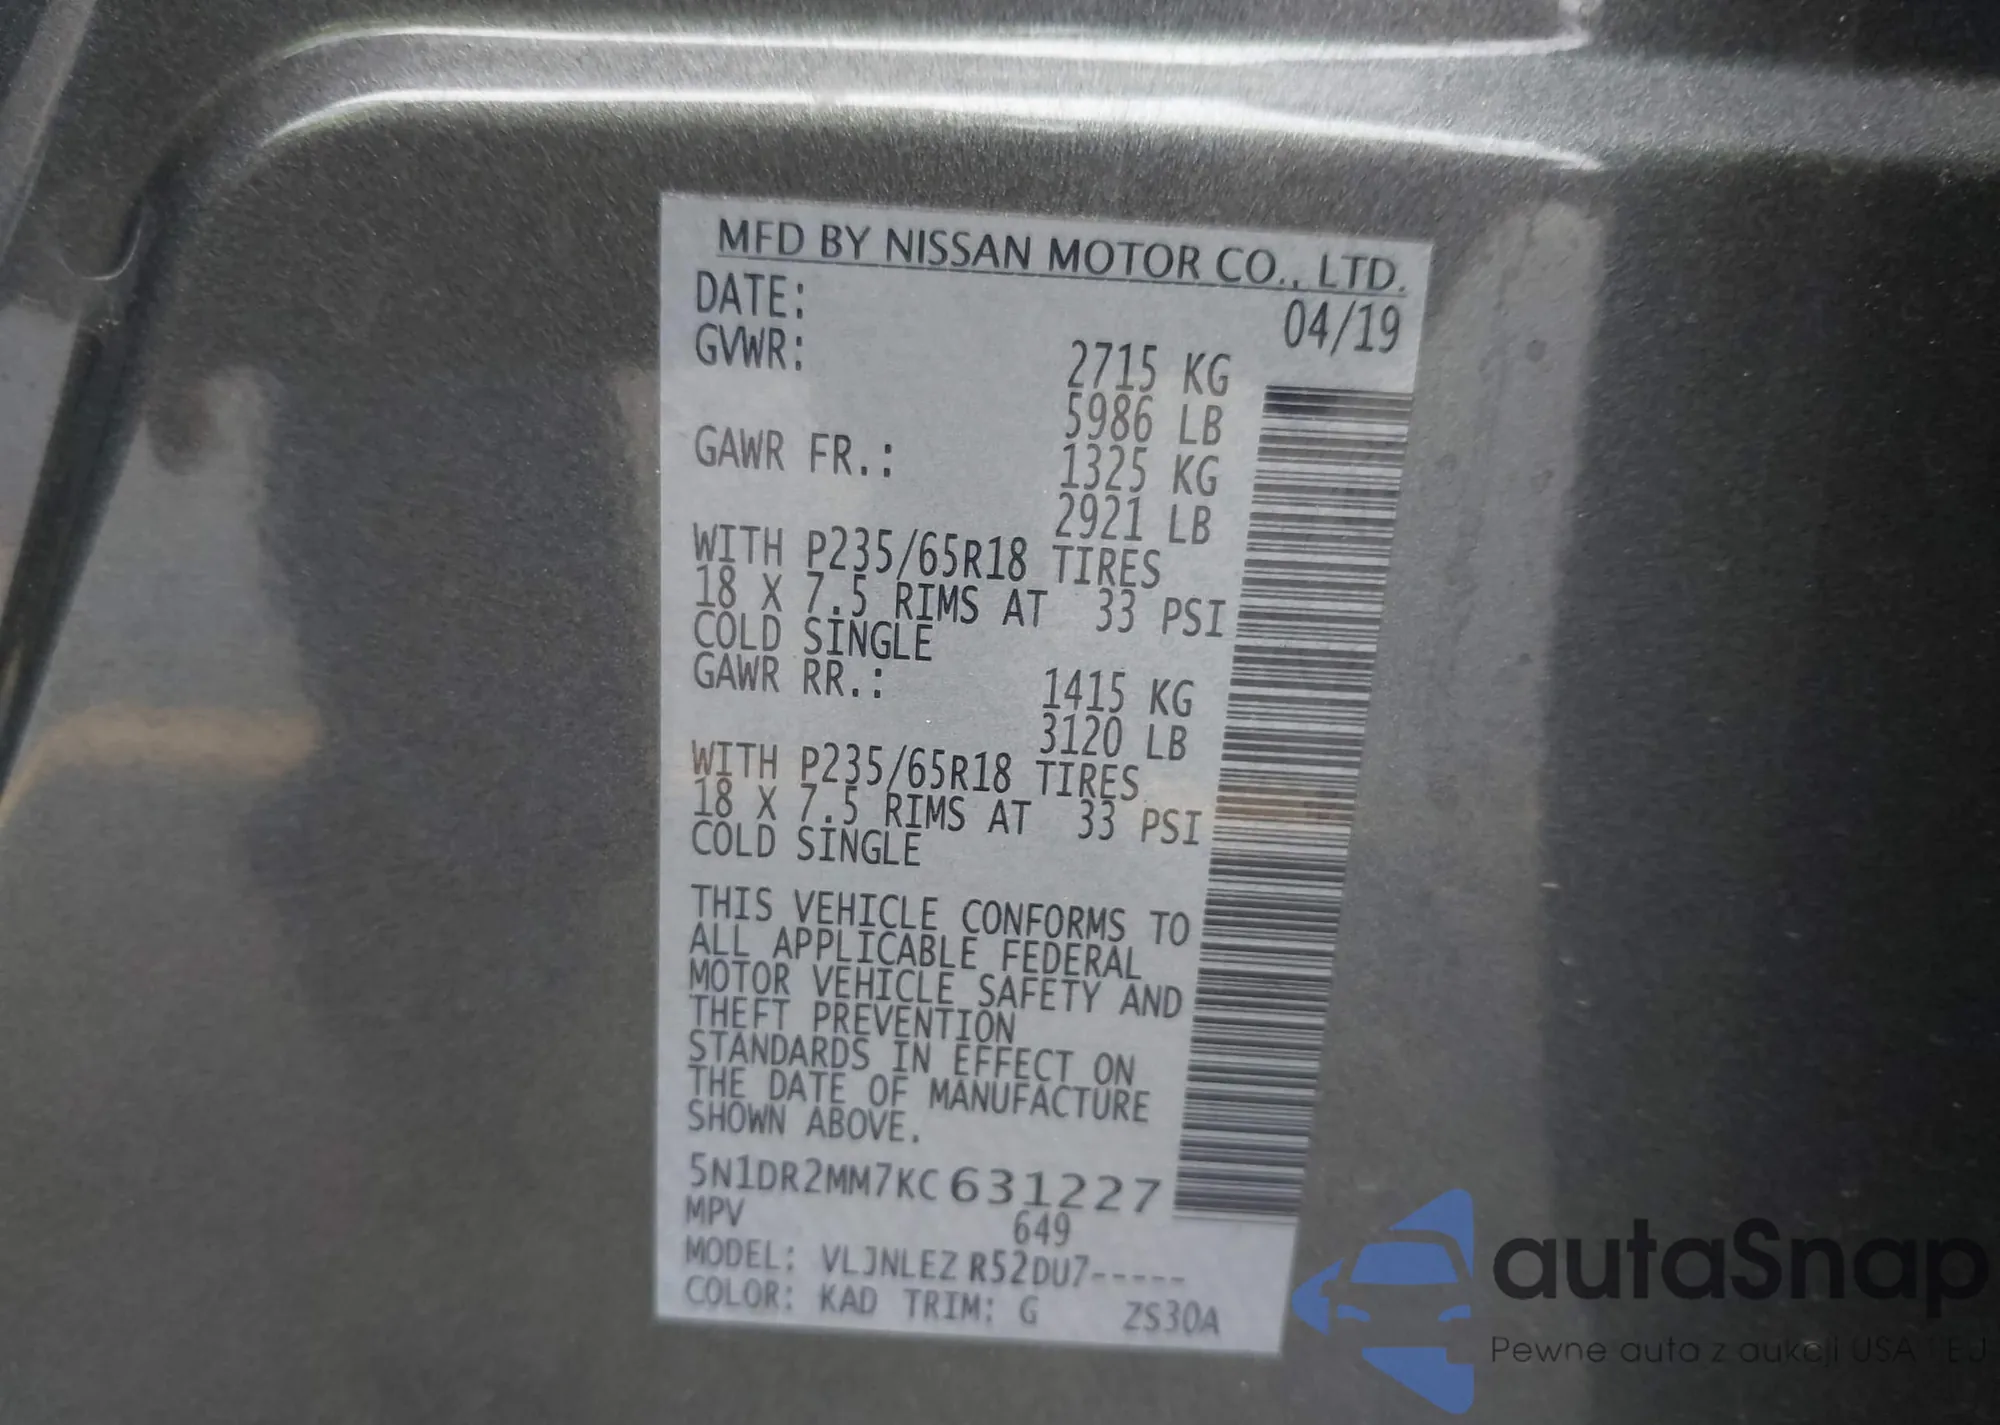 MFD BY NISSAN MOTOR CO., LTD.
DATE: 04/19
GVWR: 2715 KG
5986 LB
GAWR FR.: 1325 KG
2921 LB
WITH P235/65R18 TIRES
18 X 7.5 RIMS AT 33 PSI
COLD SINGLE
GAWR RR.: 1415 KG
3120 LB
WITH P235/65R18 TIRES
18 X 7.5 RIMS AT 33 PSI
COLD SINGLE
THIS VEHICLE CONFORMS TO
ALL APPLICABLE FEDERAL
MOTOR VEHICLE SAFETY AND
THEFT PREVENTION
STANDARDS IN EFFECT ON
THE DATE OF MANUFACTURE
SHOWN ABOVE.
5N1DR2MM7KC631227
MPV 649
MODEL: VLJNLEZ R52DU7-----
COLOR: KAD TRIM: G ZS30A
autaSnap
Pewne auto z aukcji USA i EU